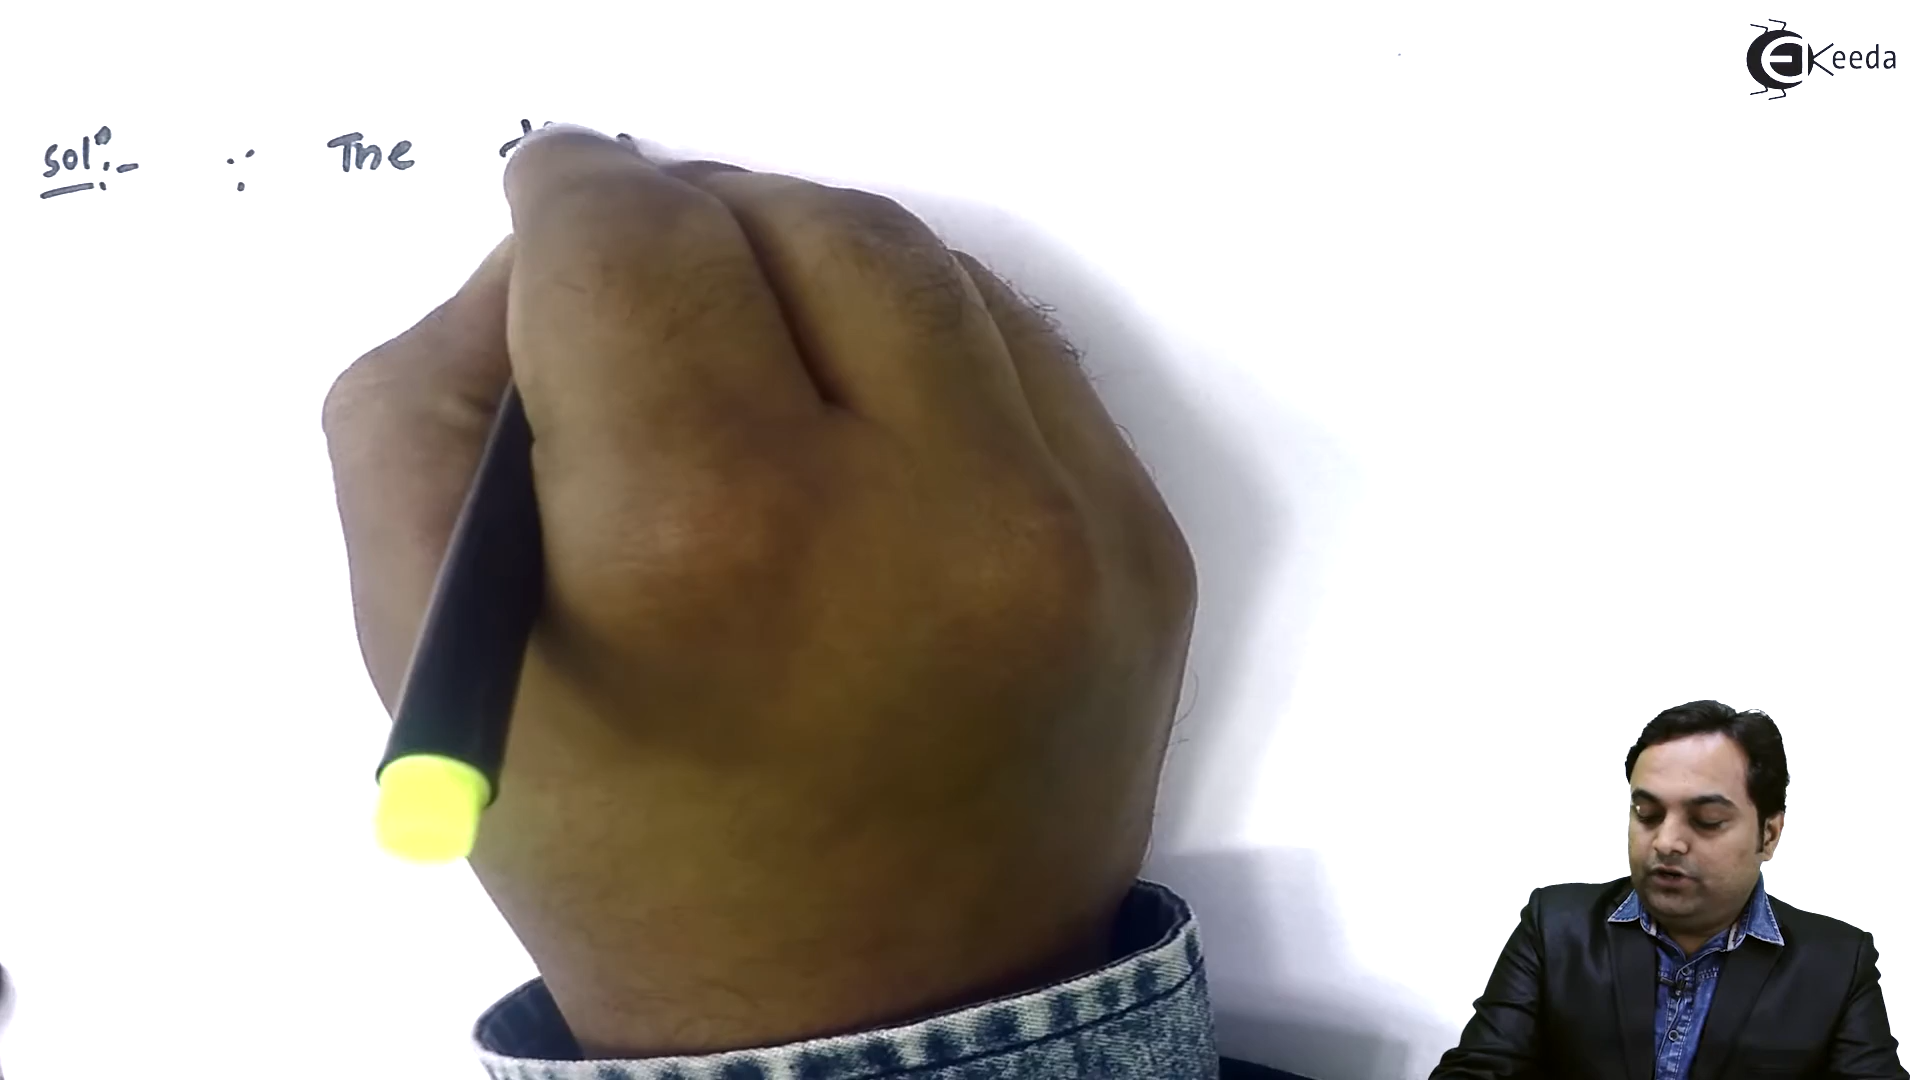 Keeda
Solⁿ:- ∵ The